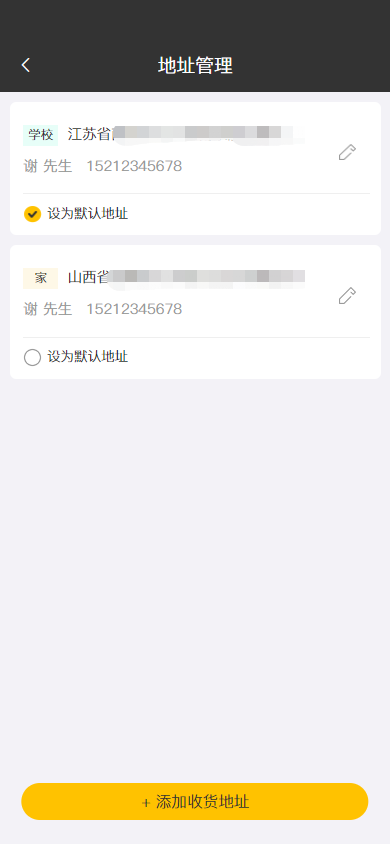 地址管理
学校 江苏省
谢 先生 15212345678
设为默认地址
家 山西省
谢 先生 15212345678
设为默认地址
+ 添加收货地址